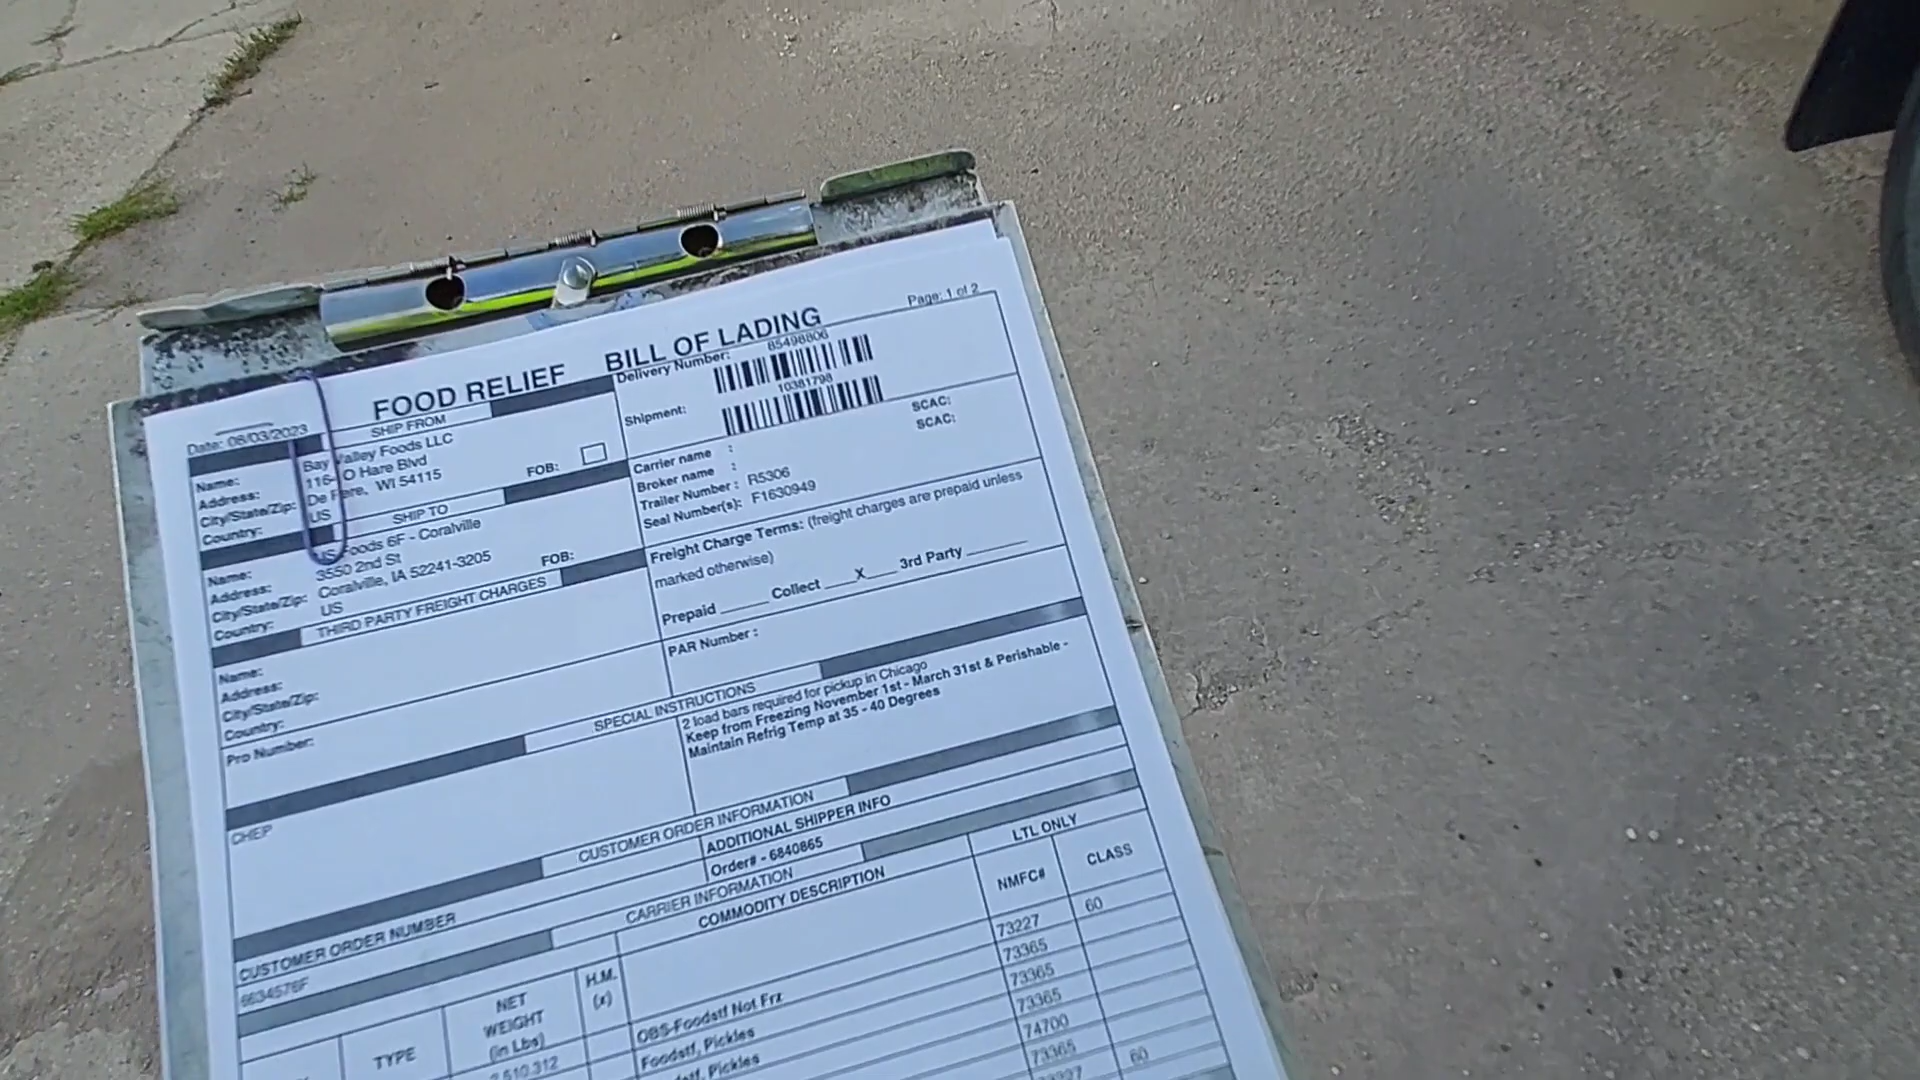 Page: 1 of 2
FOOD RELIEF BILL OF LADING
Date: 08/03/2023
SHIP FROM
Name: Bay Valley Foods LLC
Address: O Hare Blvd
City/State/Zip: De Pere, WI 54115
Country: US
FOB:
SHIP TO
Name: US Foods 6F - Coralville
Address: 3550 2nd St
City/State/Zip: Coralville, IA 52241-3205
Country: US
FOB:
THIRD PARTY FREIGHT CHARGES
Name:
Address:
City/State/Zip:
Country:
Pro Number:
Delivery Number: 85498806
Shipment: 10381798
Carrier name : SCAC:
Broker name : SCAC:
Trailer Number : R5306
Seal Number(s): F1630949
Freight Charge Terms: (freight charges are prepaid unless
marked otherwise)
Prepaid ______ Collect ____X____ 3rd Party ________
PAR Number :
SPECIAL INSTRUCTIONS
2 load bars required for pickup in Chicago
Keep from Freezing November 1st - March 31st & Perishable -
Maintain Refrig Temp at 35 - 40 Degrees
CHEP
CUSTOMER ORDER INFORMATION
CUSTOMER ORDER NUMBER
ADDITIONAL SHIPPER INFO
6634576F
Order# - 6840865
CARRIER INFORMATION
TYPE
NET
WEIGHT
(in Lbs)
H.M.
(x)
COMMODITY DESCRIPTION
LTL ONLY
NMFC#
CLASS
OBS-Foodstf Not Frz 73227 60
Foodstf, Pickles 73365
Pickles 73365
73365
74700
73365 60